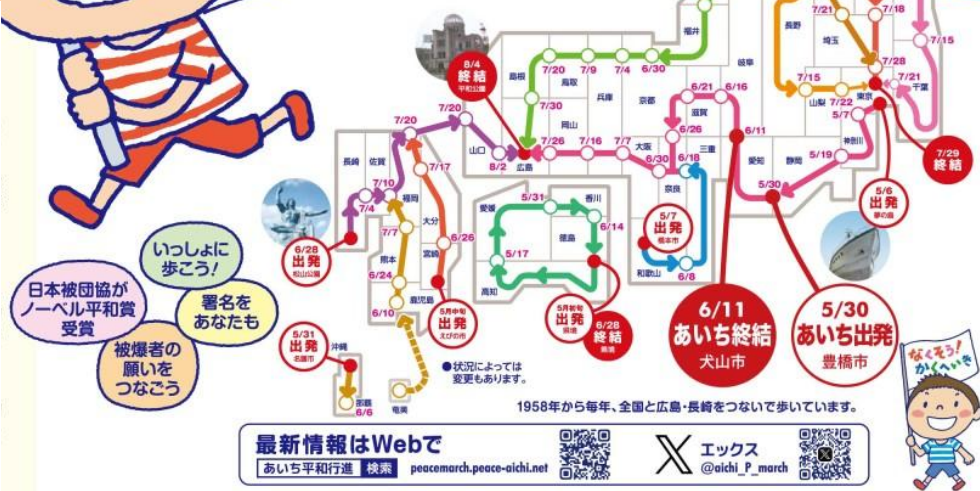 福井
7/20
7/9
7/4
6/30
島根
鳥取
兵庫
京都
岐阜
長野
埼玉
7/18
7/15
7/28
7/21
千葉
東京
7/15
山梨
7/22
5/7
神奈川
5/19
7/29
終結
5/6
出発
夢の島
8/4
終結
平和公園
7/30
岡山
7/20
7/20
山口
8/2
広島
7/26
7/16
7/7
大阪
6/30
6/21
6/16
滋賀
6/26
三重
6/18
奈良
6/11
愛知
静岡
5/30
5/7
出発
橋本市
和歌山
6/8
長崎
佐賀
7/10
7/4
福岡
7/17
大分
7/7
熊本
宮崎
6/26
6/24
鹿児島
6/10
6/28
出発
松山公園
5月中旬
出発
えびの市
愛媛
5/31
香川
6/14
徳島
5/17
高知
5月初旬
出発
県境
6/28
終結
県境
5/31
出発
名護市
沖縄
那覇
6/6
奄美
●状況によっては
変更もあります。
6/11
あいち終結
犬山市
5/30
あいち出発
豊橋市
いっしょに
歩こう!
日本被団協が
ノーベル平和賞
受賞
署名を
あなたも
被爆者の
願いを
つなごう
なくそう!
かくへいき
1958年から毎年、全国と広島・長崎をつないで歩いています。
最新情報はWebで
あいち平和行進 検索 peacemarch.peace-aichi.net
X エックス
@aichi_P_march